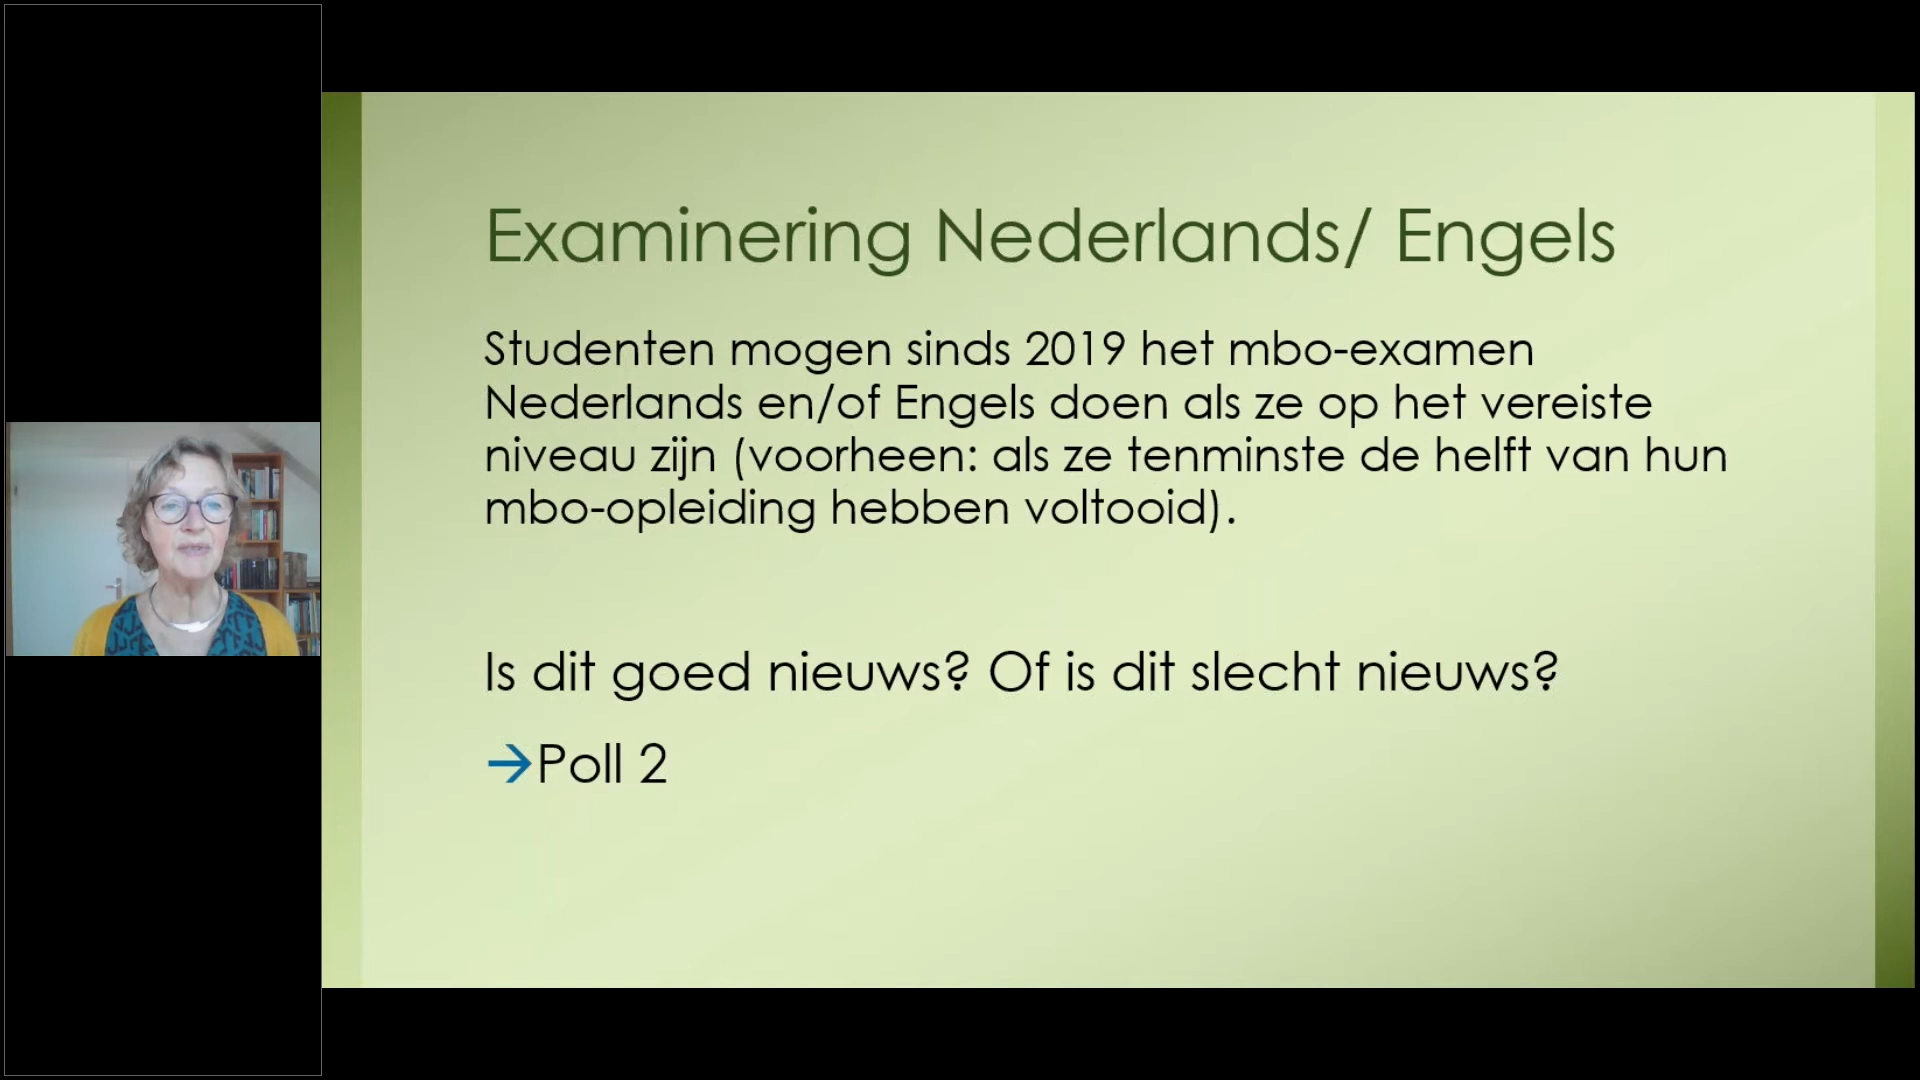 Examinering Nederlands/ Engels
Studenten mogen sinds 2019 het mbo-examen
Nederlands en/of Engels doen als ze op het vereiste
niveau zijn (voorheen: als ze tenminste de helft van hun
mbo-opleiding hebben voltooid).
Is dit goed nieuws? Of is dit slecht nieuws?
→Poll 2